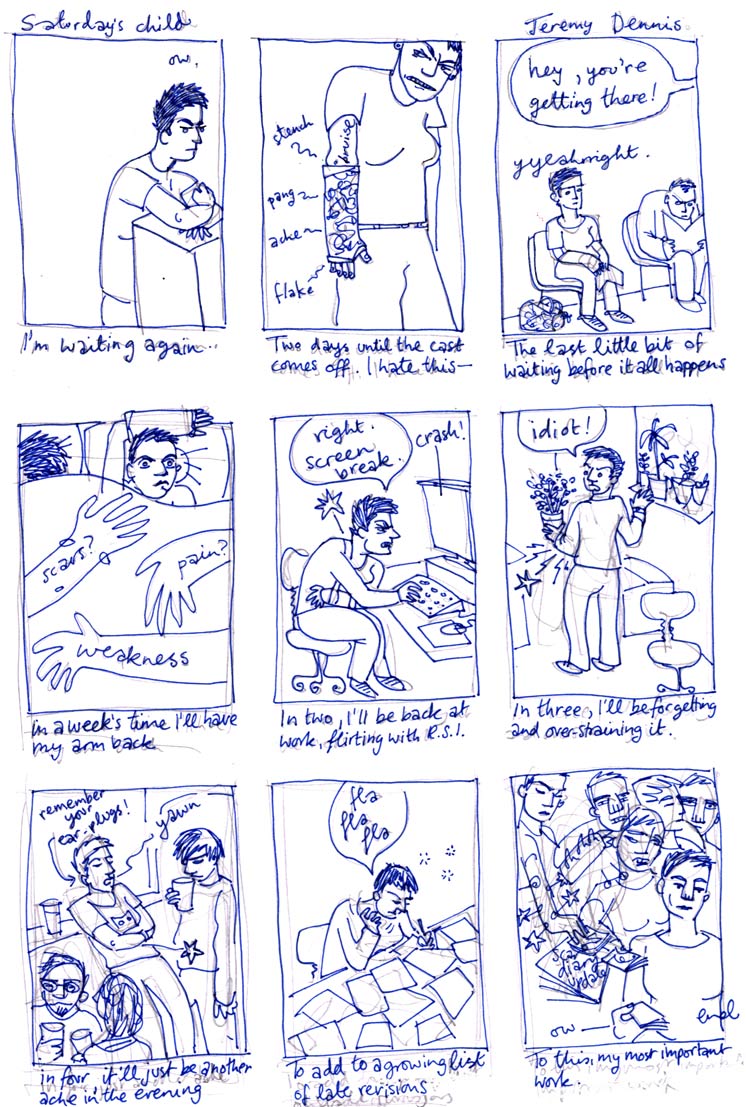 Saturday's child
Jeremy Dennis
ow.
I'm waiting again..
stench
bruise
pang
ache
flake
Two days until the cast
comes off. I hate this—
hey, you're
getting there!
yyeahright.
The last little bit of
waiting before it all happens
scars?
pain?
weakness
In a week's time I'll have
my arm back
right.
screen
break.
crash!
In two, I'll be back at
work, flirting with R.S.I.
idiot!
In three, I'll be forgetting
and over-straining it.
remember
your
ear-plugs!
yawn
in four it'll just be another
ache in the evening
fla
fla
fla
To add to a growing list
of late revisions
scar
diary
update
ow
end
To this, my most important
work.